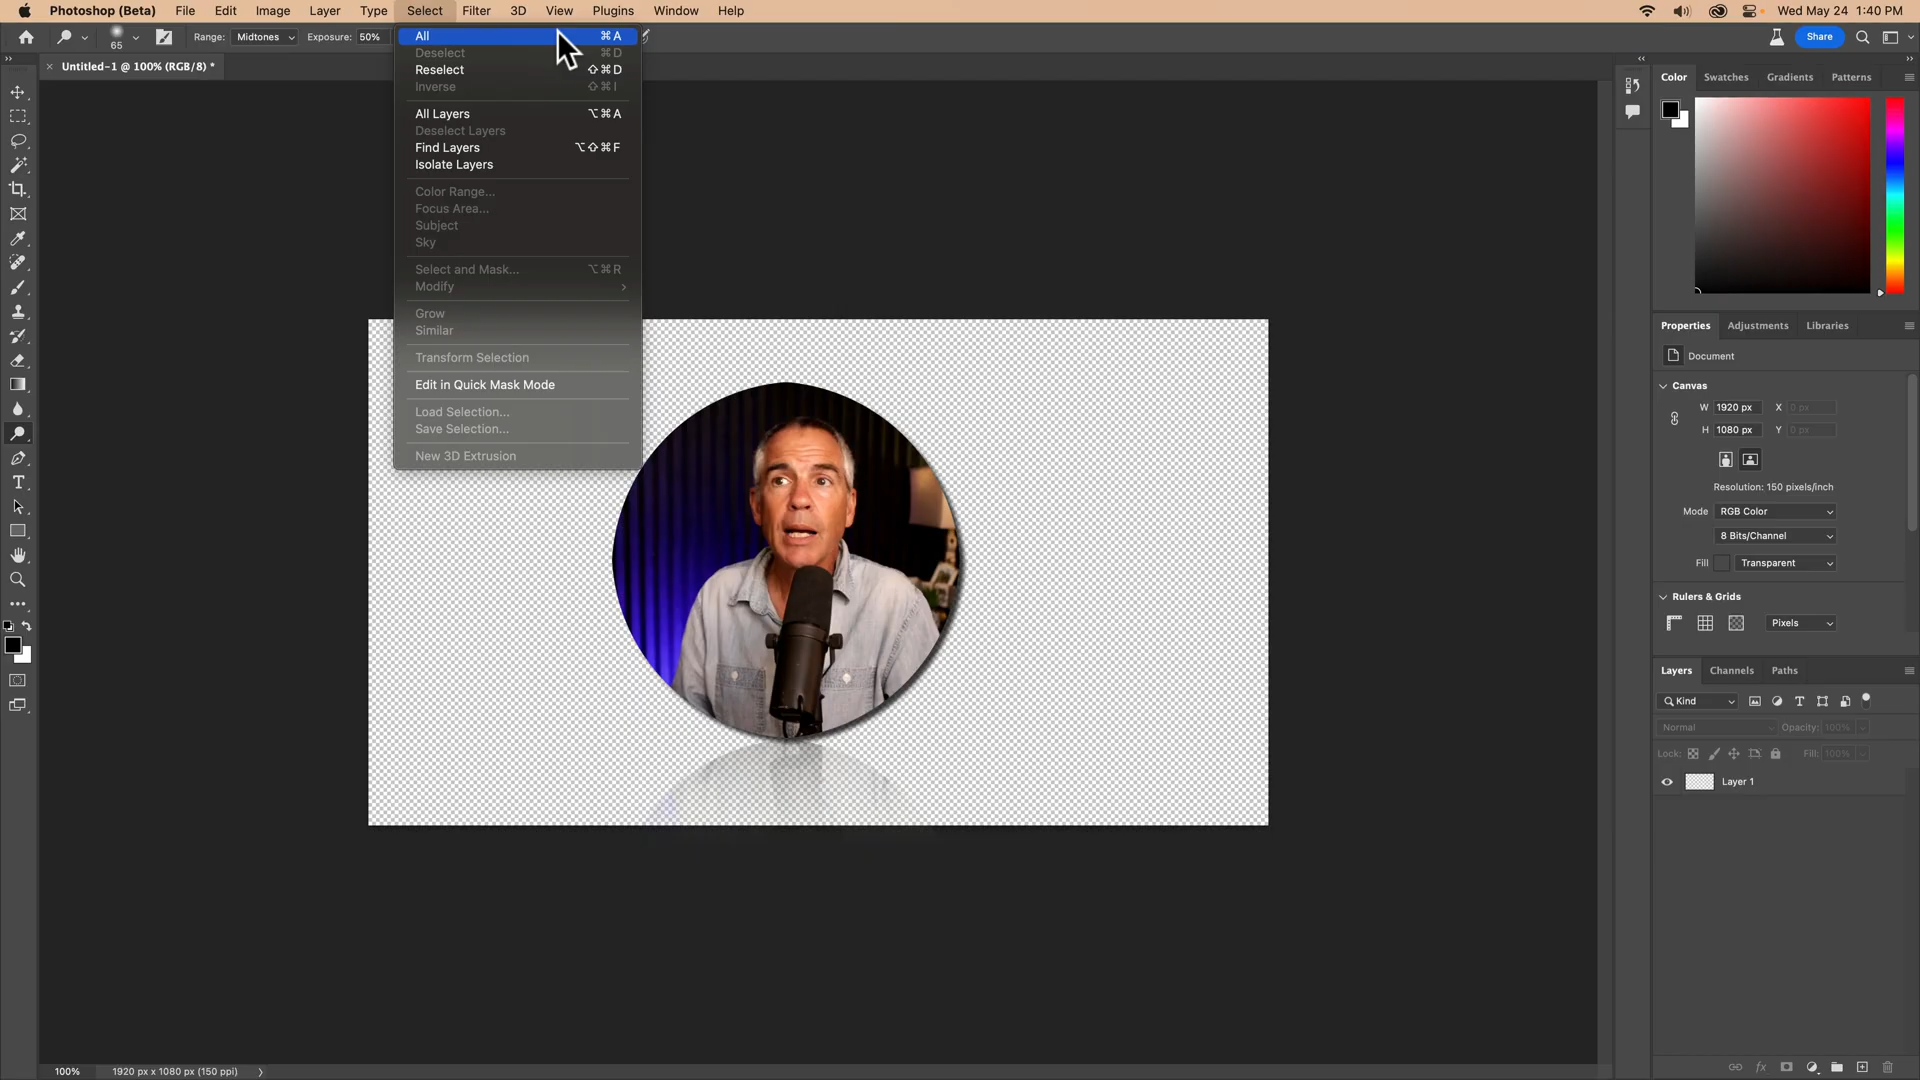 Photoshop (Beta) File Edit Image Layer Type Select Filter 3D View Plugins Window Help Wed May 24 1:40 PM
65 Range: Midtones Exposure: 50% Share
× Untitled-1 @ 100% (RGB/8) *
All ⌘A
Deselect ⌘D
Reselect ⇧⌘D
Inverse ⇧⌘I
All Layers ⌥⌘A
Deselect Layers
Find Layers ⌥⇧⌘F
Isolate Layers
Color Range...
Focus Area...
Subject
Sky
Select and Mask... ⌥⌘R
Modify >
Grow
Similar
Transform Selection
Edit in Quick Mask Mode
Load Selection...
Save Selection...
New 3D Extrusion
Color Swatches Gradients Patterns
Properties Adjustments Libraries
Document
Canvas
W 1920 px X 0 px
H 1080 px Y 0 px
Resolution: 150 pixels/inch
Mode RGB Color
8 Bits/Channel
Fill Transparent
Rulers & Grids
Pixels
Layers Channels Paths
Kind
Normal Opacity: 100%
Lock: Fill: 100%
Layer 1
100% 1920 px x 1080 px (150 ppi) >